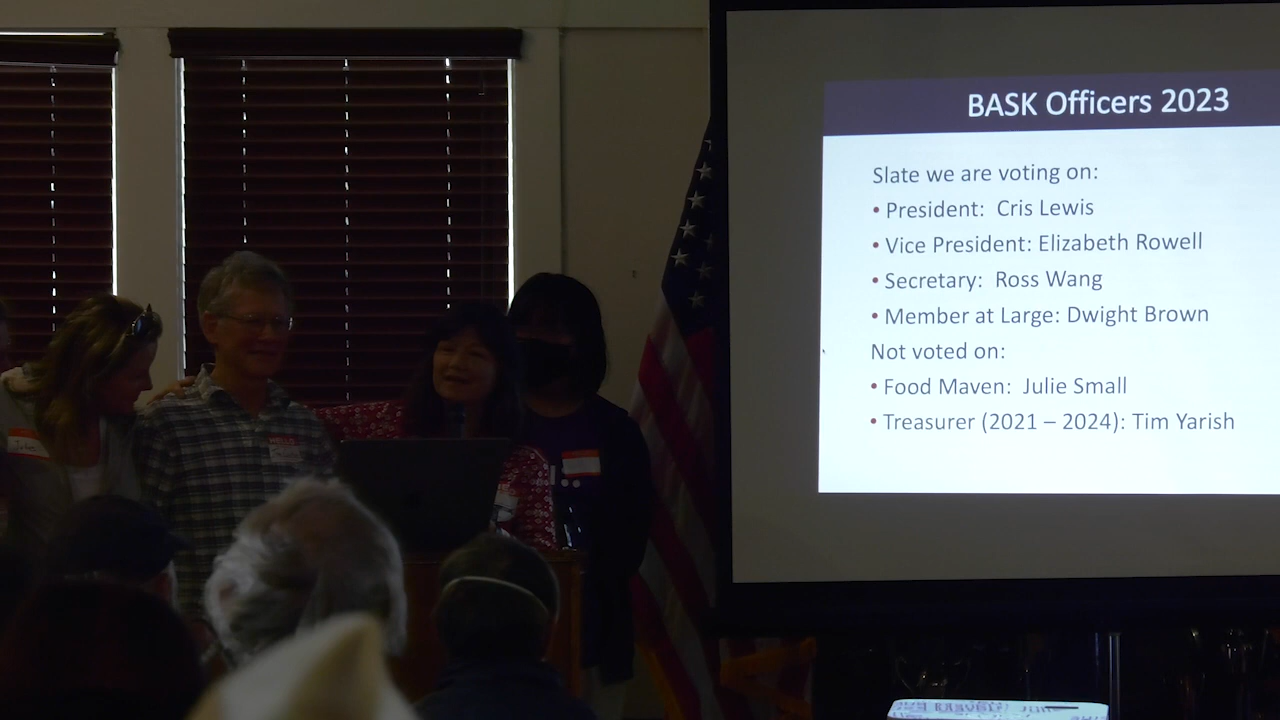 BASK Officers 2023
Slate we are voting on:
• President: Cris Lewis
• Vice President: Elizabeth Rowell
• Secretary: Ross Wang
• Member at Large: Dwight Brown
Not voted on:
• Food Maven: Julie Small
• Treasurer (2021 – 2024): Tim Yarish
HELLO